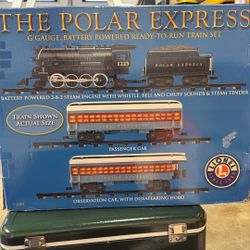 THE POLAR EXPRESS
G GAUGE, BATTERY POWERED READY-TO-RUN TRAIN SET
1225
POLAR EXPRESS
BATTERY POWERED 2-8-2 STEAM ENGINE WITH WHISTLE, BELL AND CHUFF SOUNDS & STEAM TENDER
TRAIN SHOWN
ACTUAL SIZE
PASSENGER CAR
LIONEL
L
OBSERVATION CAR, WITH DISAPPEARING HOBO